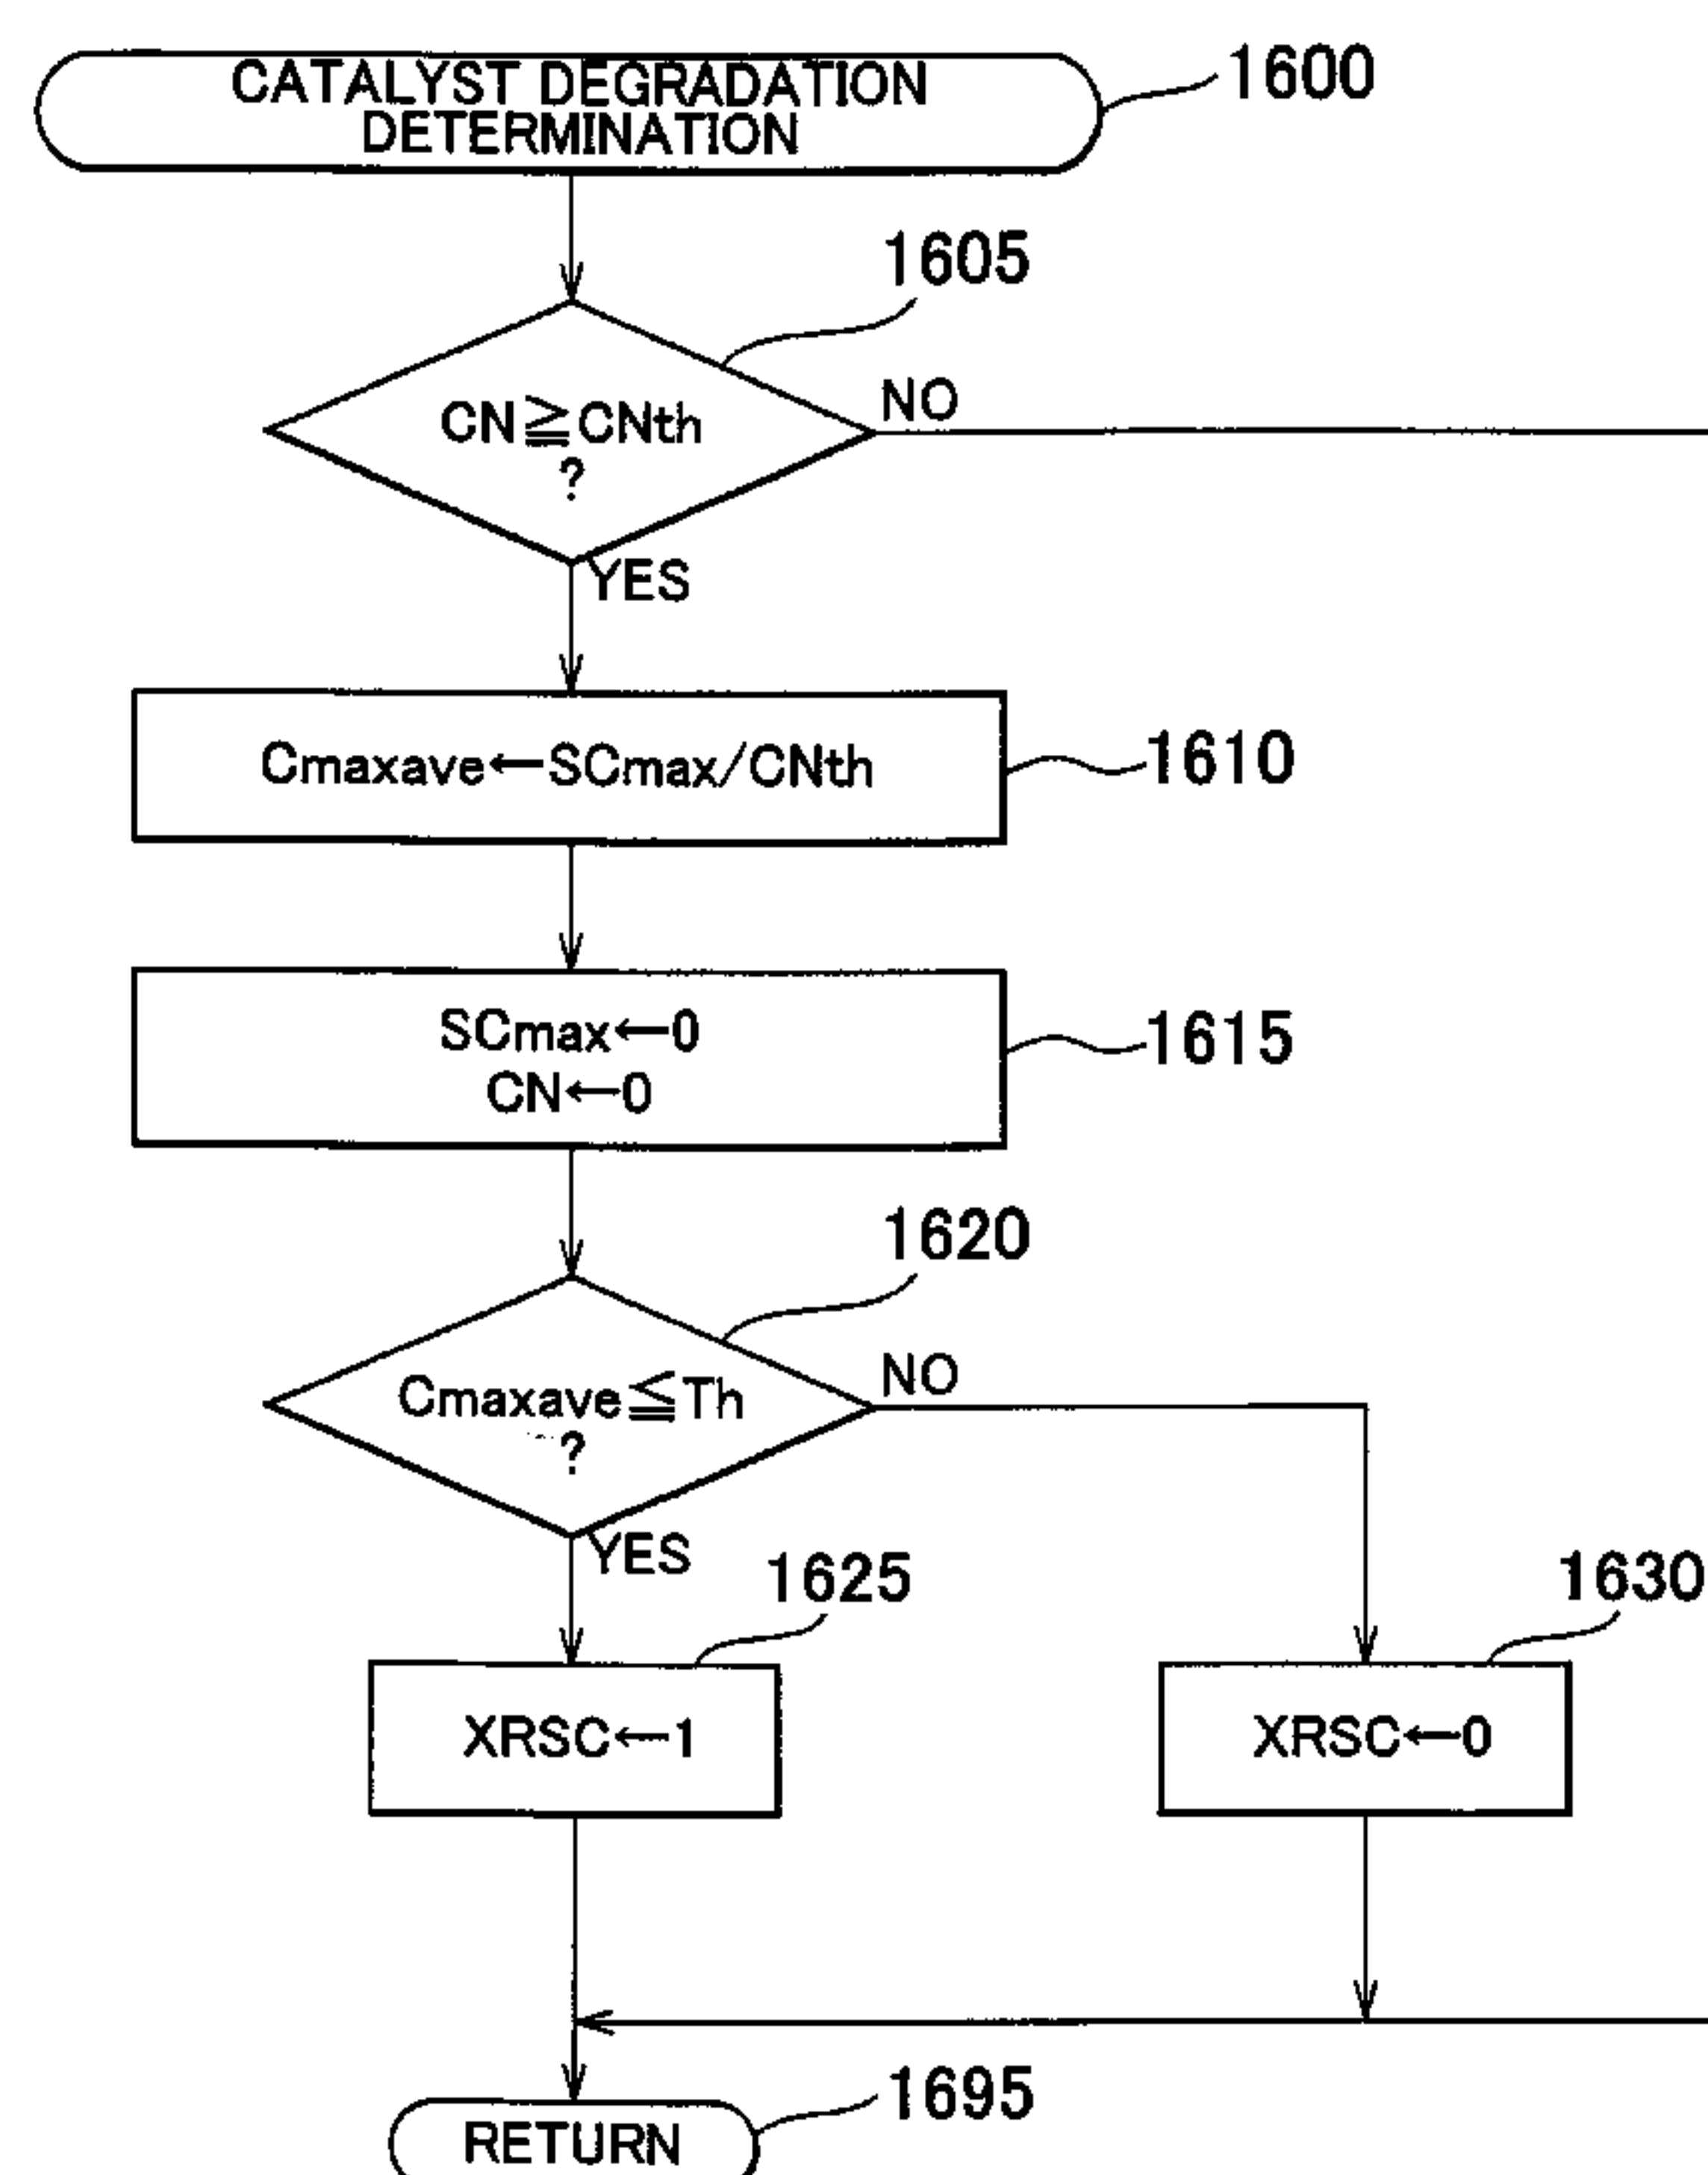 CATALYST DEGRADATION
DETERMINATION
1600
1605
CN≧CNth
?
NO
YES
Cmaxave←SCmax/CNth
1610
SCmax←0
CN←0
1615
1620
Cmaxave≦Th
?
NO
YES
1625
1630
XRSC←1
XRSC←0
1695
RETURN